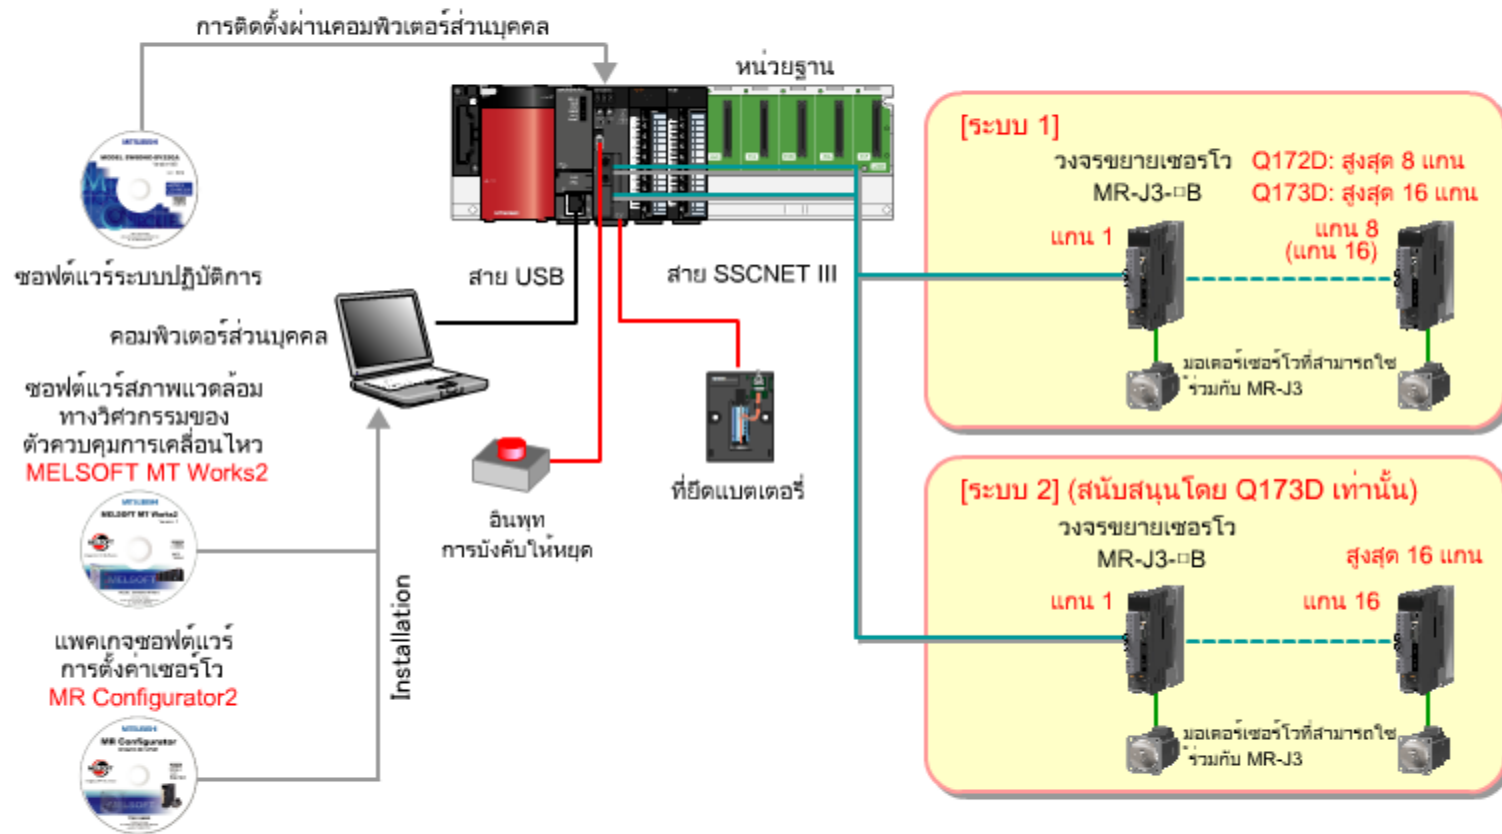 การติดตั้งผ่านคอมพิวเตอร์ส่วนบุคคล
หน่วยฐาน
MITSUBISHI
ซอฟต์แวร์ระบบปฏิบัติการ
สาย USB
สาย SSCNET III
คอมพิวเตอร์ส่วนบุคคล
ซอฟต์แวร์สภาพแวดล้อม
ทางวิศวกรรมของ
ตัวควบคุมการเคลื่อนไหว
MELSOFT MT Works2
MITSUBISHI
MELSOFT MT Works2
MELSOFT
อินพุท
การบังคับให้หยุด
ที่ยึดแบตเตอรี่
แพคเกจซอฟต์แวร์
การตั้งค่าเซอร์โว
MR Configurator2
MITSUBISHI
MR Configurator
MELSOFT
Installation
[ระบบ 1]
วงจรขยายเซอรโว
MR-J3-□B
Q172D: สูงสุด 8 แกน
Q173D: สูงสุด 16 แกน
แกน 1
แกน 8
(แกน 16)
มอเตอร์เซอร์โวที่สามารถใช
้ร่วมกับ MR-J3
[ระบบ 2] (สนับสนุนโดย Q173D เท่านั้น)
วงจรขยายเซอรโว
MR-J3-□B
สูงสุด 16 แกน
แกน 1
แกน 16
มอเตอร์เซอร์โวที่สามารถใช
้ร่วมกับ MR-J3